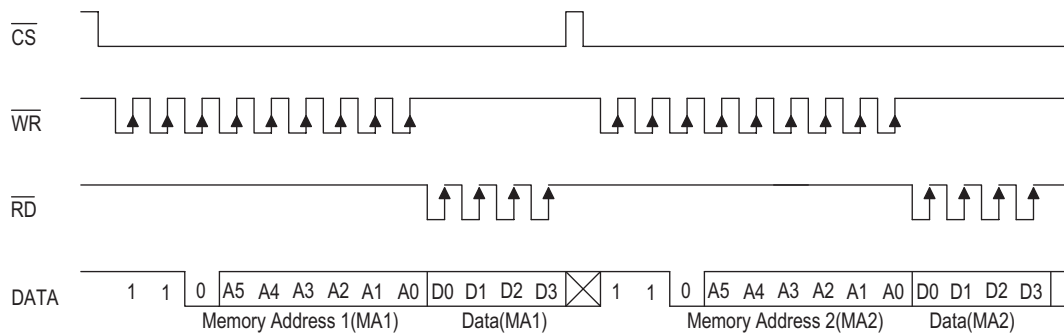 CS
WR
RD
DATA 1 1 0 A5 A4 A3 A2 A1 A0 D0 D1 D2 D3 1 1 0 A5 A4 A3 A2 A1 A0 D0 D1 D2 D3
Memory Address 1(MA1) Data(MA1) Memory Address 2(MA2) Data(MA2)